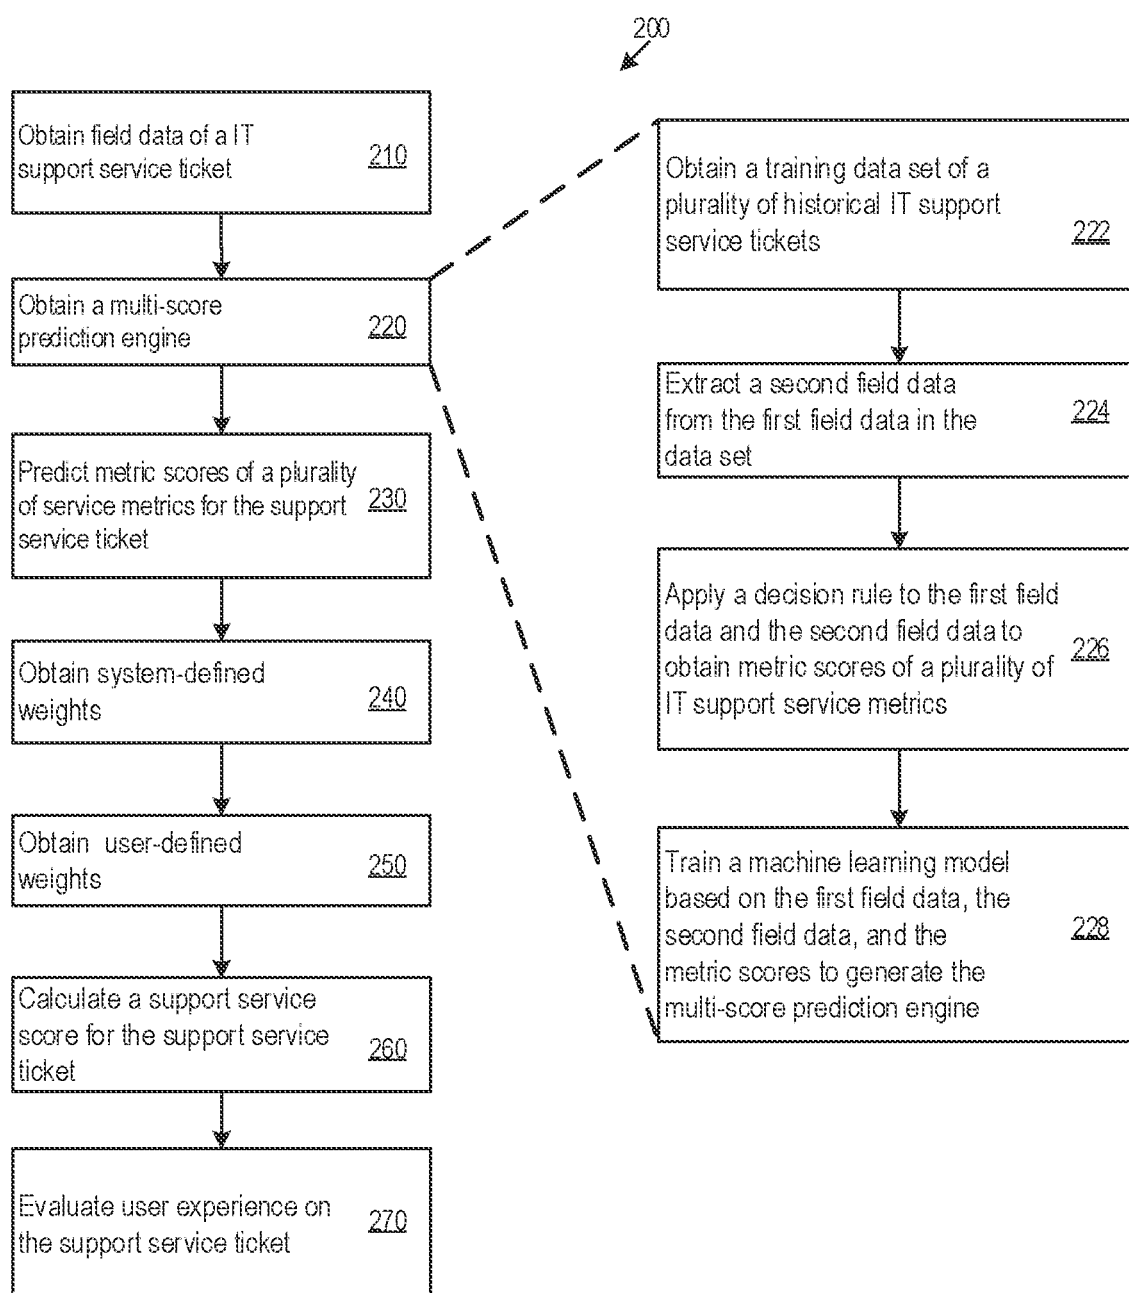 200
Obtain field data of a IT
support service ticket
210
Obtain a multi-score
prediction engine
220
Predict metric scores of a plurality
of service metrics for the support
service ticket
230
Obtain system-defined
weights
240
Obtain user-defined
weights
250
Calculate a support service
score for the support service
ticket
260
Evaluate user experience on
the support service ticket
270
Obtain a training data set of a
plurality of historical IT support
service tickets
222
Extract a second field data
from the first field data in the
data set
224
Apply a decision rule to the first field
data and the second field data to
obtain metric scores of a plurality of
IT support service metrics
226
Train a machine learning model
based on the first field data, the
second field data, and the
metric scores to generate the
multi-score prediction engine
228